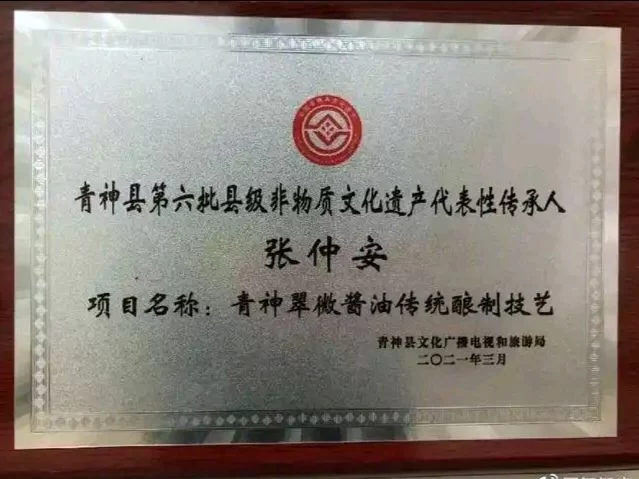 青神县第六批县级非物质文化遗产代表性传承人
张仲安
项目名称：青神翠微酱油传统酿制技艺
青神县文化广播电视和旅游局
二〇二一年三月